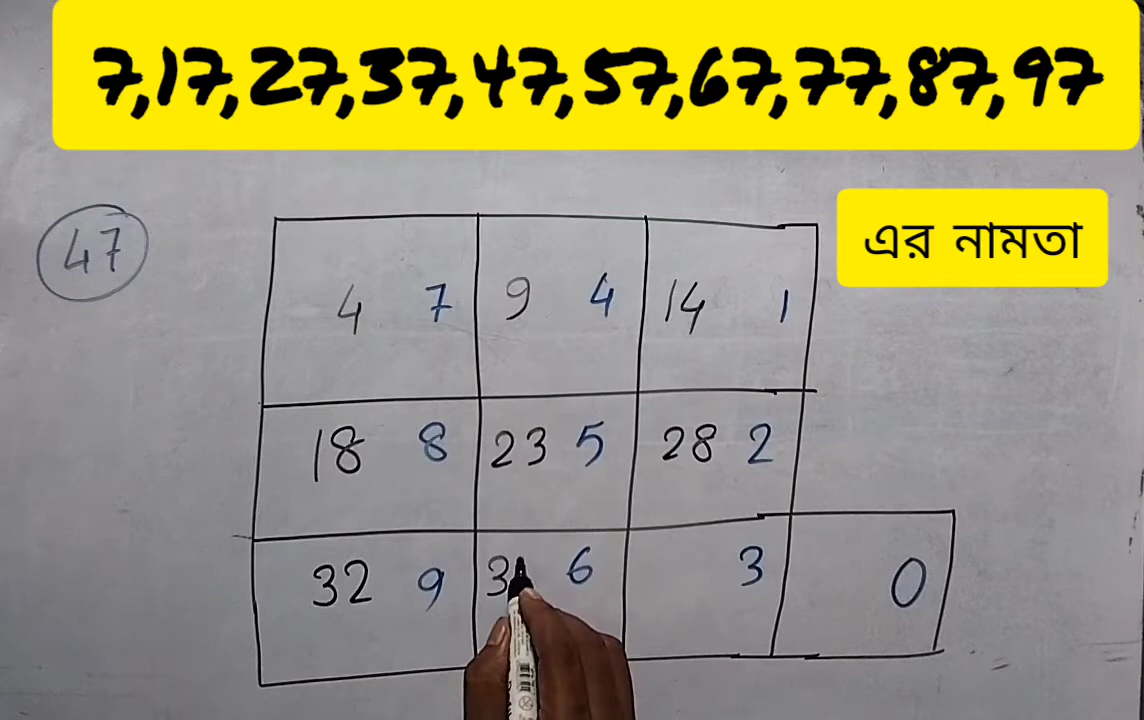 7,17,27,37,47,57,67,77,87,97
এর নামতা
47
4 7 9 4 14 1
18 8 23 5 28 2
32 9 3 6 3 0